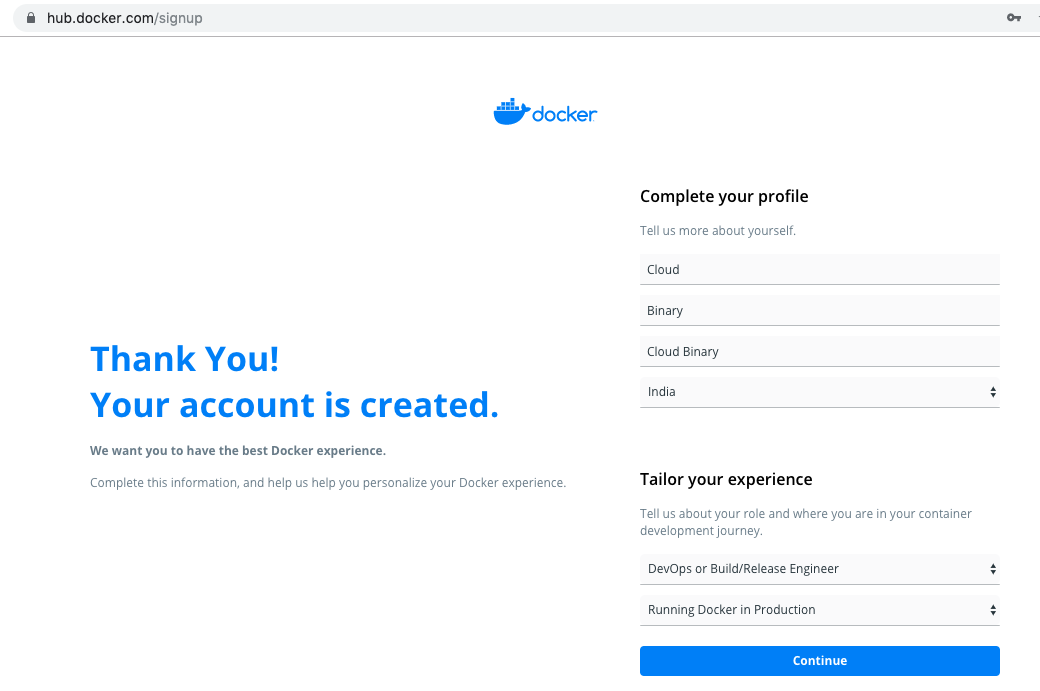 hub.docker.com/signup
docker
Thank You!
Your account is created.
We want you to have the best Docker experience.
Complete this information, and help us help you personalize your Docker experience.
Complete your profile
Tell us more about yourself.
Cloud
Binary
Cloud Binary
India
Tailor your experience
Tell us about your role and where you are in your container
development journey.
DevOps or Build/Release Engineer
Running Docker in Production
Continue